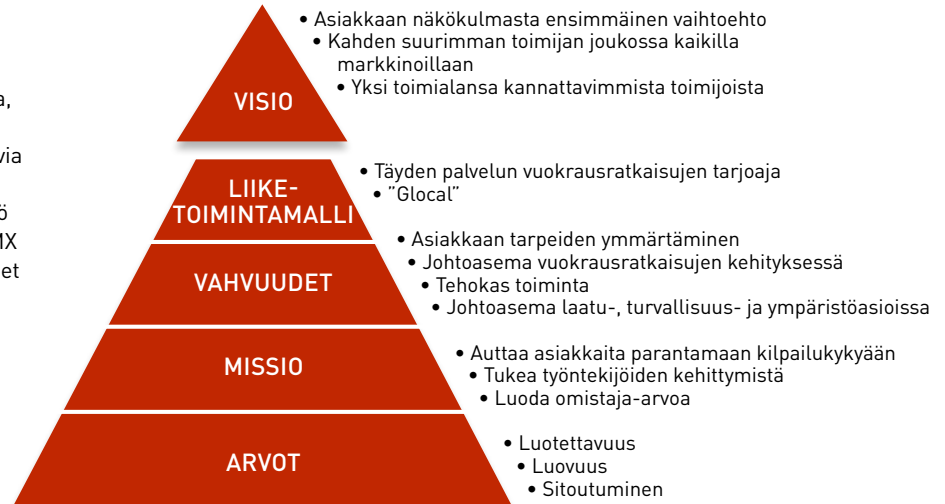 • Asiakkaan näkökulmasta ensimmäinen vaihtoehto
• Kahden suurimman toimijan joukossa kaikilla
markkinoillaan
• Yksi toimialansa kannattavimmista toimijoista
VISIO
• Täyden palvelun vuokrausratkaisujen tarjoaja
• ”Glocal”
LIIKE-
TOIMINTAMALLI
• Asiakkaan tarpeiden ymmärtäminen
• Johtoasema vuokrausratkaisujen kehityksessä
• Tehokas toiminta
• Johtoasema laatu-, turvallisuus- ja ympäristöasioissa
VAHVUUDET
• Auttaa asiakkaita parantamaan kilpailukykyään
• Tukea työntekijöiden kehittymistä
• Luoda omistaja-arvoa
MISSIO
• Luotettavuus
• Luovuus
• Sitoutuminen
ARVOT